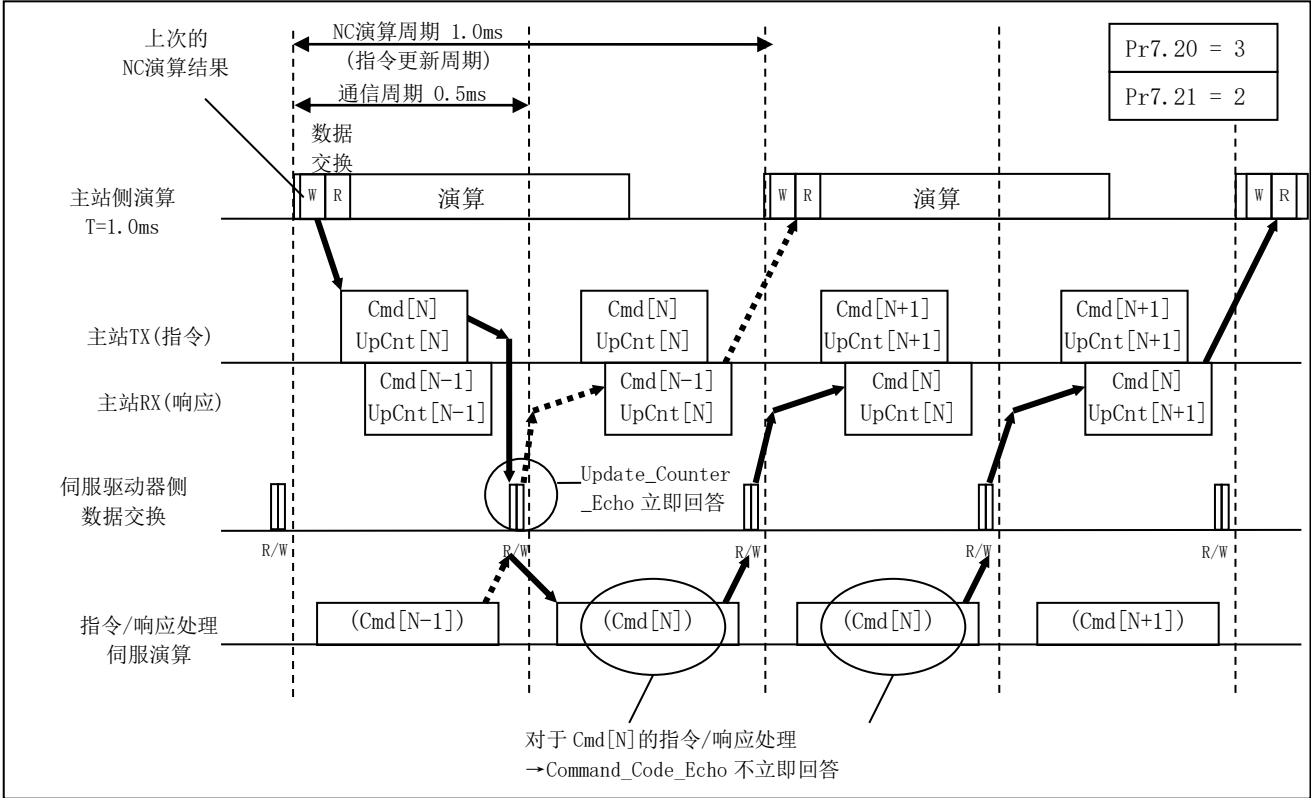 上次的
NC演算结果
NC演算周期 1.0ms
(指令更新周期)
通信周期 0.5ms
Pr7.20 = 3
Pr7.21 = 2
数据
交换
主站侧演算
T=1.0ms
W R 演算 W R 演算 W R
主站TX(指令)
Cmd[N] Cmd[N] Cmd[N+1] Cmd[N+1]
UpCnt[N] UpCnt[N] UpCnt[N+1] UpCnt[N+1]
主站RX(响应)
Cmd[N-1] Cmd[N-1] Cmd[N] Cmd[N]
UpCnt[N-1] UpCnt[N] UpCnt[N] UpCnt[N+1]
Update_Counter
_Echo 立即回答
伺服驱动器侧
数据交换
R/W R/W R/W R/W R/W
指令/响应处理
伺服演算
(Cmd[N-1]) (Cmd[N]) (Cmd[N]) (Cmd[N+1])
对于 Cmd[N]的指令/响应处理
→Command_Code_Echo 不立即回答